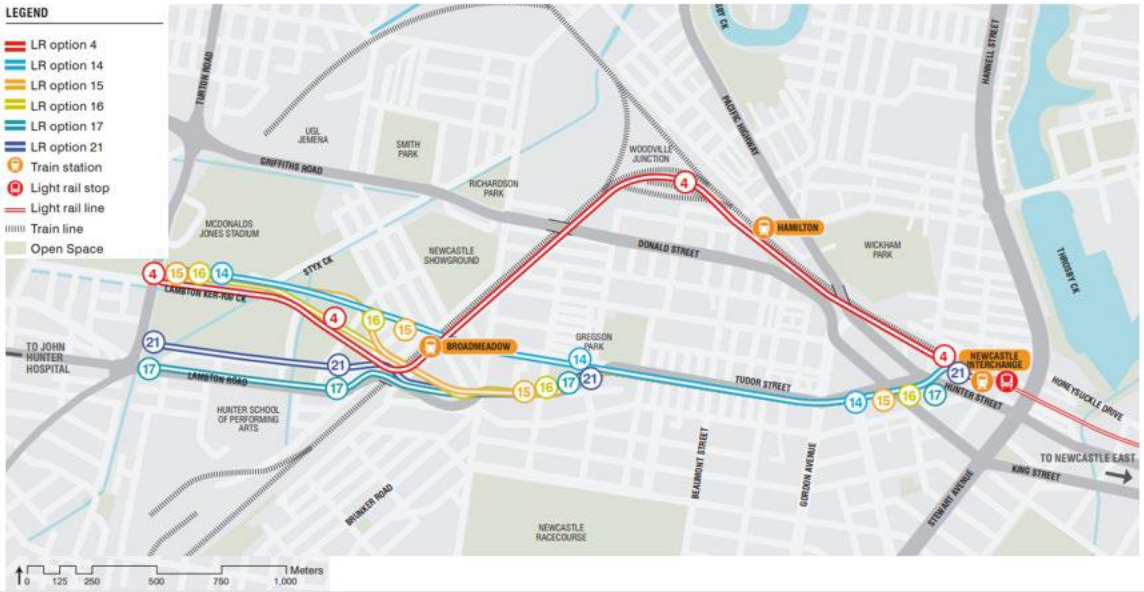 LEGEND
LR option 4
LR option 14
LR option 15
LR option 16
LR option 17
LR option 21
Train station
Light rail stop
Light rail line
Train line
Open Space
TURTON ROAD
UGL
JEMENA
SMITH
PARK
GRIFFITHS ROAD
RICHARDSON
PARK
WOODVILLE
JUNCTION
PACIFIC HIGHWAY
HANNELL STREET
4
HAMILTON
MCDONALDS
JONES STADIUM
NEWCASTLE
SHOWGROUND
DONALD STREET
WICKHAM
PARK
THROSBY CK
STYX CK
4
15
16
14
LAMBTON KER-RAI CK
4
16
15
BROADMEADOW
GREGSON
PARK
14
21
21
TO JOHN
HUNTER
HOSPITAL
17
LAMBTON ROAD
17
15
16
17
21
TUDOR STREET
14
15
16
17
4
21
NEWCASTLE
INTERCHANGE
HUNTER STREET
HONEYSUCKLE DRIVE
HUNTER SCHOOL
OF PERFORMING
ARTS
BRUNKER ROAD
BEAUMONT STREET
GORDON AVENUE
STEWART AVENUE
KING STREET
TO NEWCASTLE EAST
NEWCASTLE
RACECOURSE
Meters
0 125 250 500 750 1,000